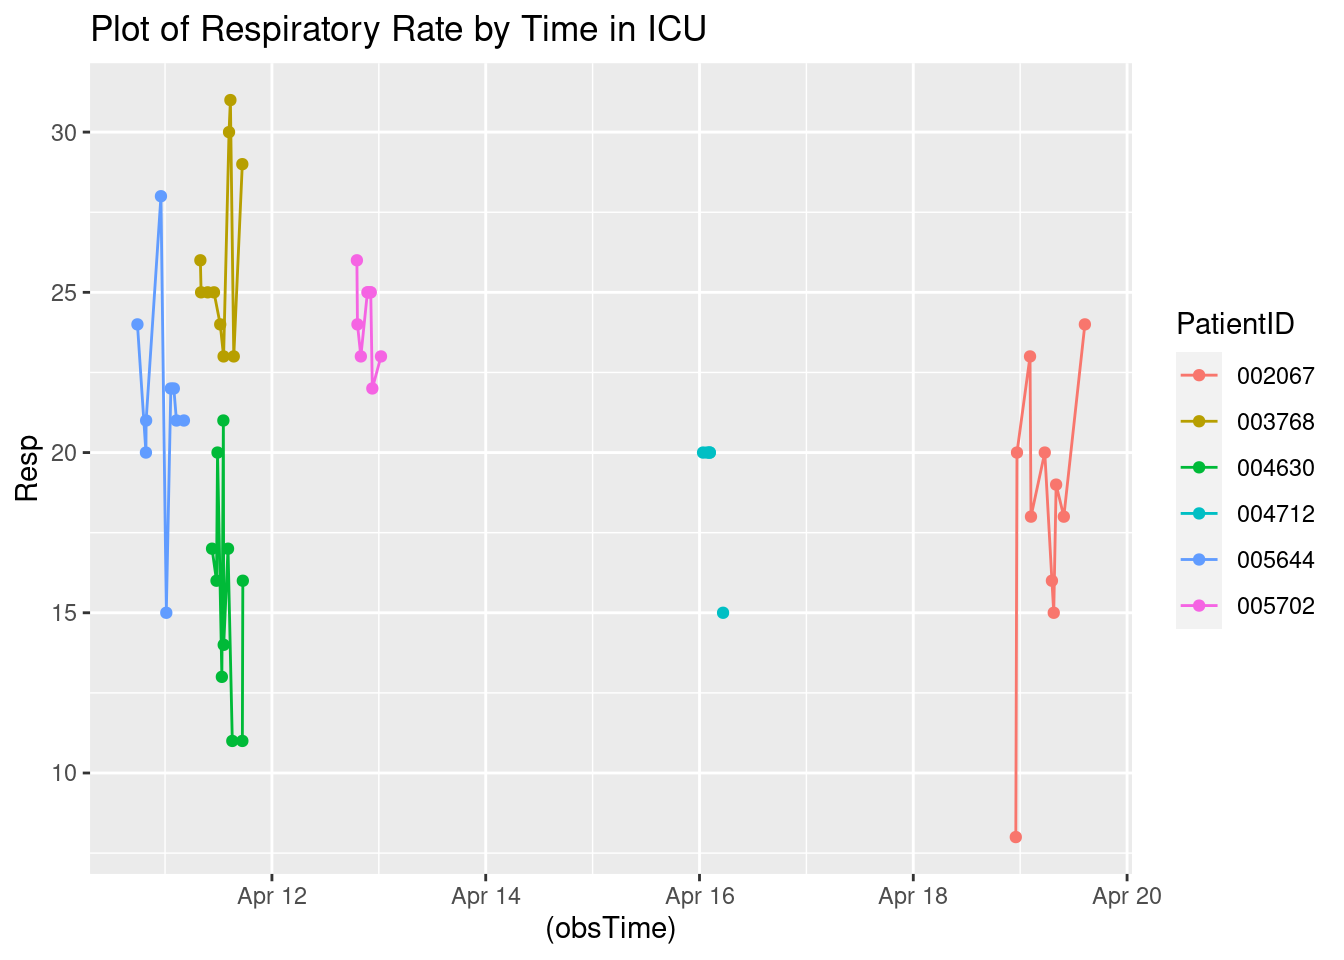 Plot of Respiratory Rate by Time in ICU
30
25
20
15
10
Resp
Apr 12
Apr 14
Apr 16
Apr 18
Apr 20
(obsTime)
PatientID
002067
003768
004630
004712
005644
005702